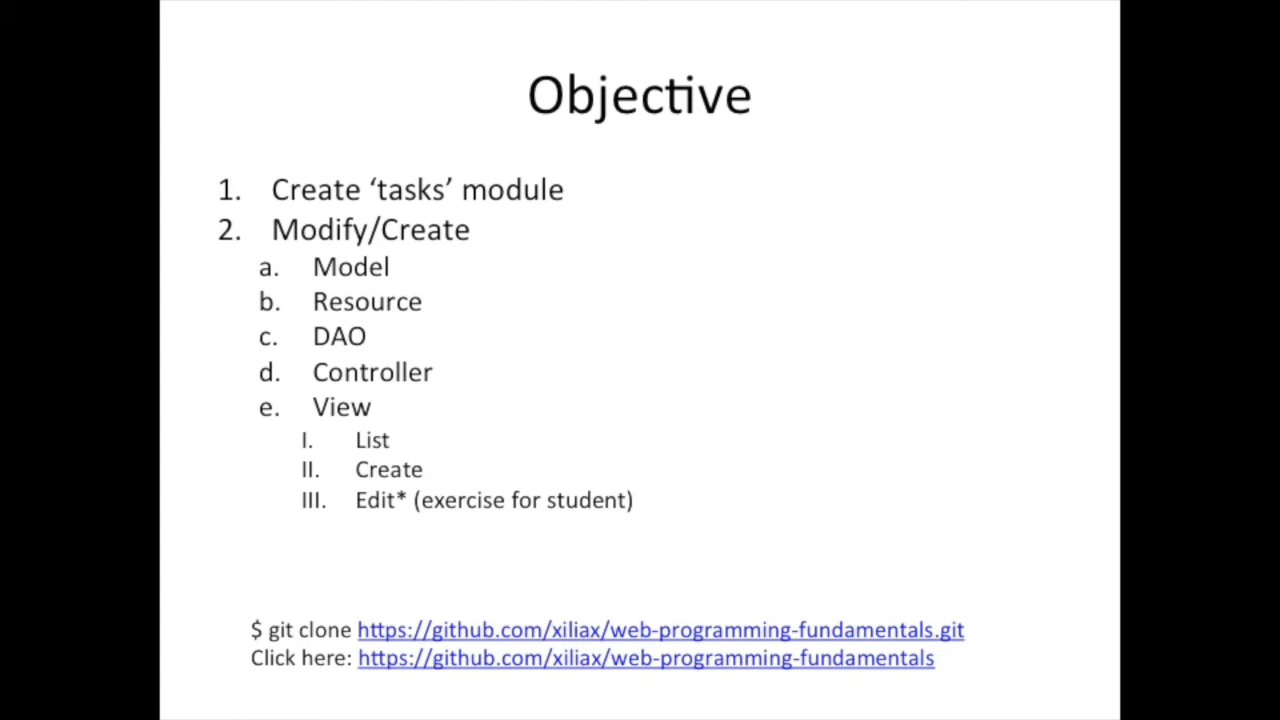 Objective
1. Create ‘tasks’ module
2. Modify/Create
a. Model
b. Resource
c. DAO
d. Controller
e. View
I. List
II. Create
III. Edit* (exercise for student)
$ git clone https://github.com/xiliax/web-programming-fundamentals.git
Click here: https://github.com/xiliax/web-programming-fundamentals